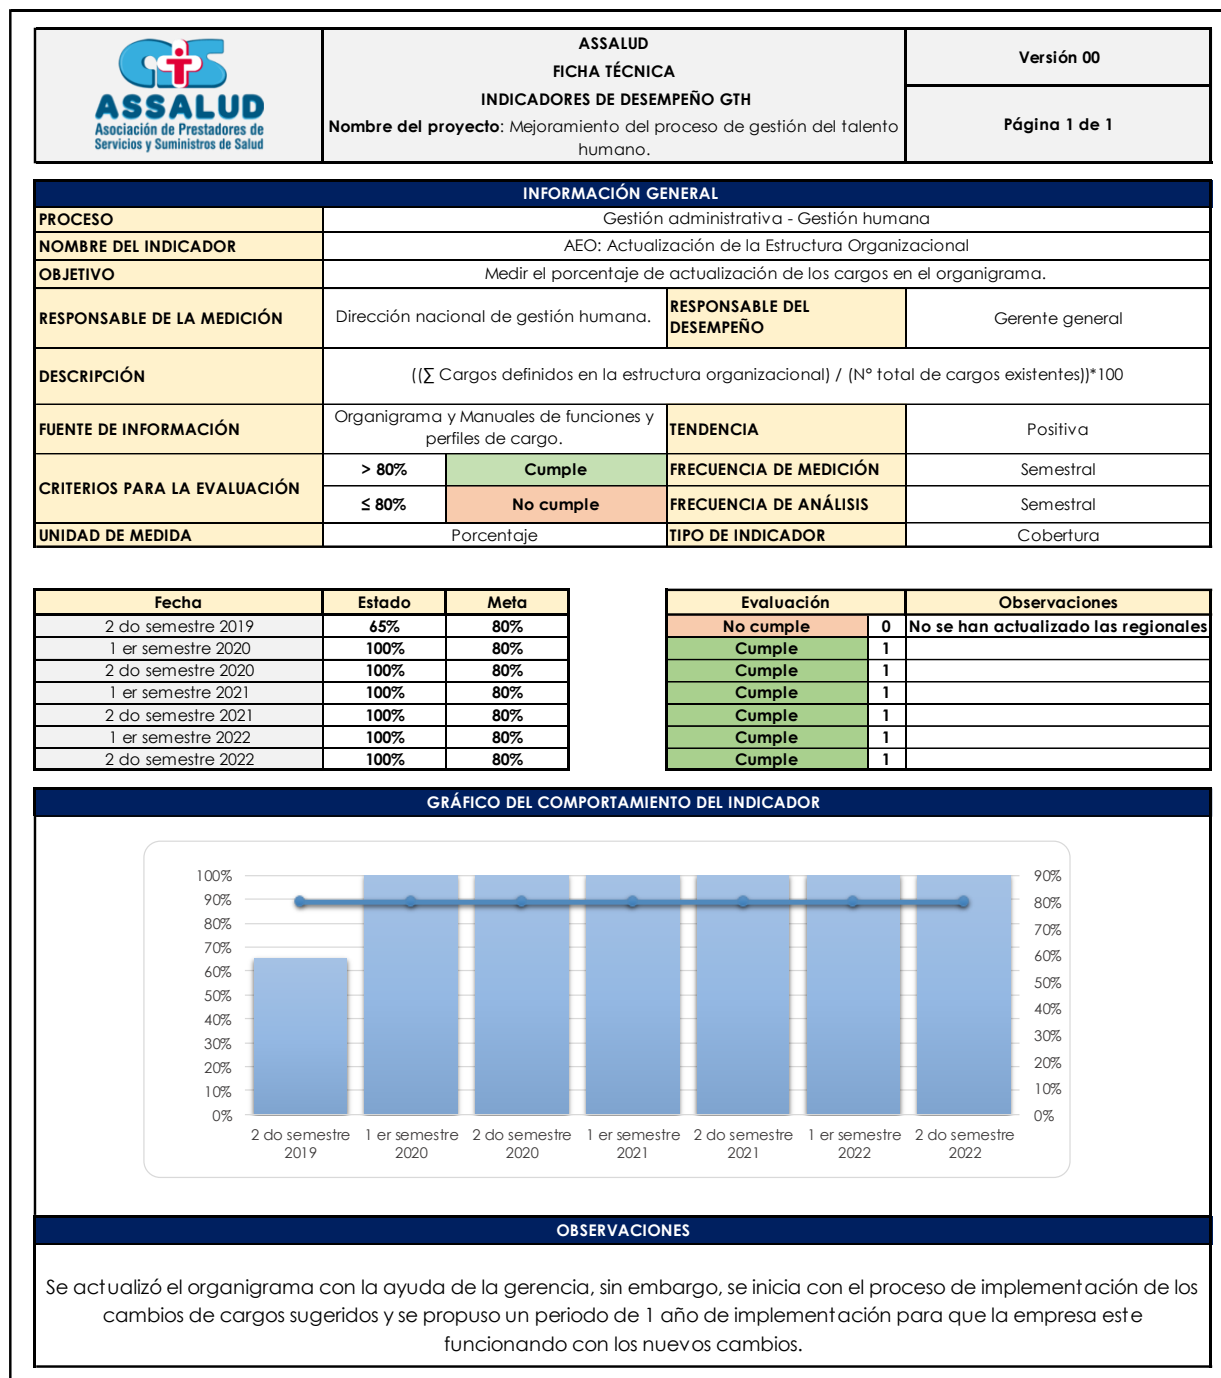 ASSALUD
Asociación de Prestadores de
Servicios y Suministros de Salud
ASSALUD
FICHA TÉCNICA
INDICADORES DE DESEMPEÑO GTH
Nombre del proyecto: Mejoramiento del proceso de gestión del talento
humano.
Versión 00
Página 1 de 1
INFORMACIÓN GENERAL
PROCESO
Gestión administrativa - Gestión humana
NOMBRE DEL INDICADOR
AEO: Actualización de la Estructura Organizacional
OBJETIVO
Medir el porcentaje de actualización de los cargos en el organigrama.
RESPONSABLE DE LA MEDICIÓN
Dirección nacional de gestión humana.
RESPONSABLE DEL
DESEMPEÑO
Gerente general
DESCRIPCIÓN
((∑ Cargos definidos en la estructura organizacional) / (N° total de cargos existentes))*100
FUENTE DE INFORMACIÓN
Organigrama y Manuales de funciones y
perfiles de cargo.
TENDENCIA
Positiva
CRITERIOS PARA LA EVALUACIÓN
> 80%
Cumple
FRECUENCIA DE MEDICIÓN
Semestral
≤ 80%
No cumple
FRECUENCIA DE ANÁLISIS
Semestral
UNIDAD DE MEDIDA
Porcentaje
TIPO DE INDICADOR
Cobertura
Fecha Estado Meta
2 do semestre 2019 65% 80%
1 er semestre 2020 100% 80%
2 do semestre 2020 100% 80%
1 er semestre 2021 100% 80%
2 do semestre 2021 100% 80%
1 er semestre 2022 100% 80%
2 do semestre 2022 100% 80%
Evaluación Observaciones
No cumple 0 No se han actualizado las regionales
Cumple 1
Cumple 1
Cumple 1
Cumple 1
Cumple 1
Cumple 1
GRÁFICO DEL COMPORTAMIENTO DEL INDICADOR
100%
90%
80%
70%
60%
50%
40%
30%
20%
10%
0%
90%
80%
70%
60%
50%
40%
30%
20%
10%
0%
2 do semestre
2019
1 er semestre
2020
2 do semestre
2020
1 er semestre
2021
2 do semestre
2021
1 er semestre
2022
2 do semestre
2022
OBSERVACIONES
Se actualizó el organigrama con la ayuda de la gerencia, sin embargo, se inicia con el proceso de implementación de los
cambios de cargos sugeridos y se propuso un periodo de 1 año de implementación para que la empresa este
funcionando con los nuevos cambios.